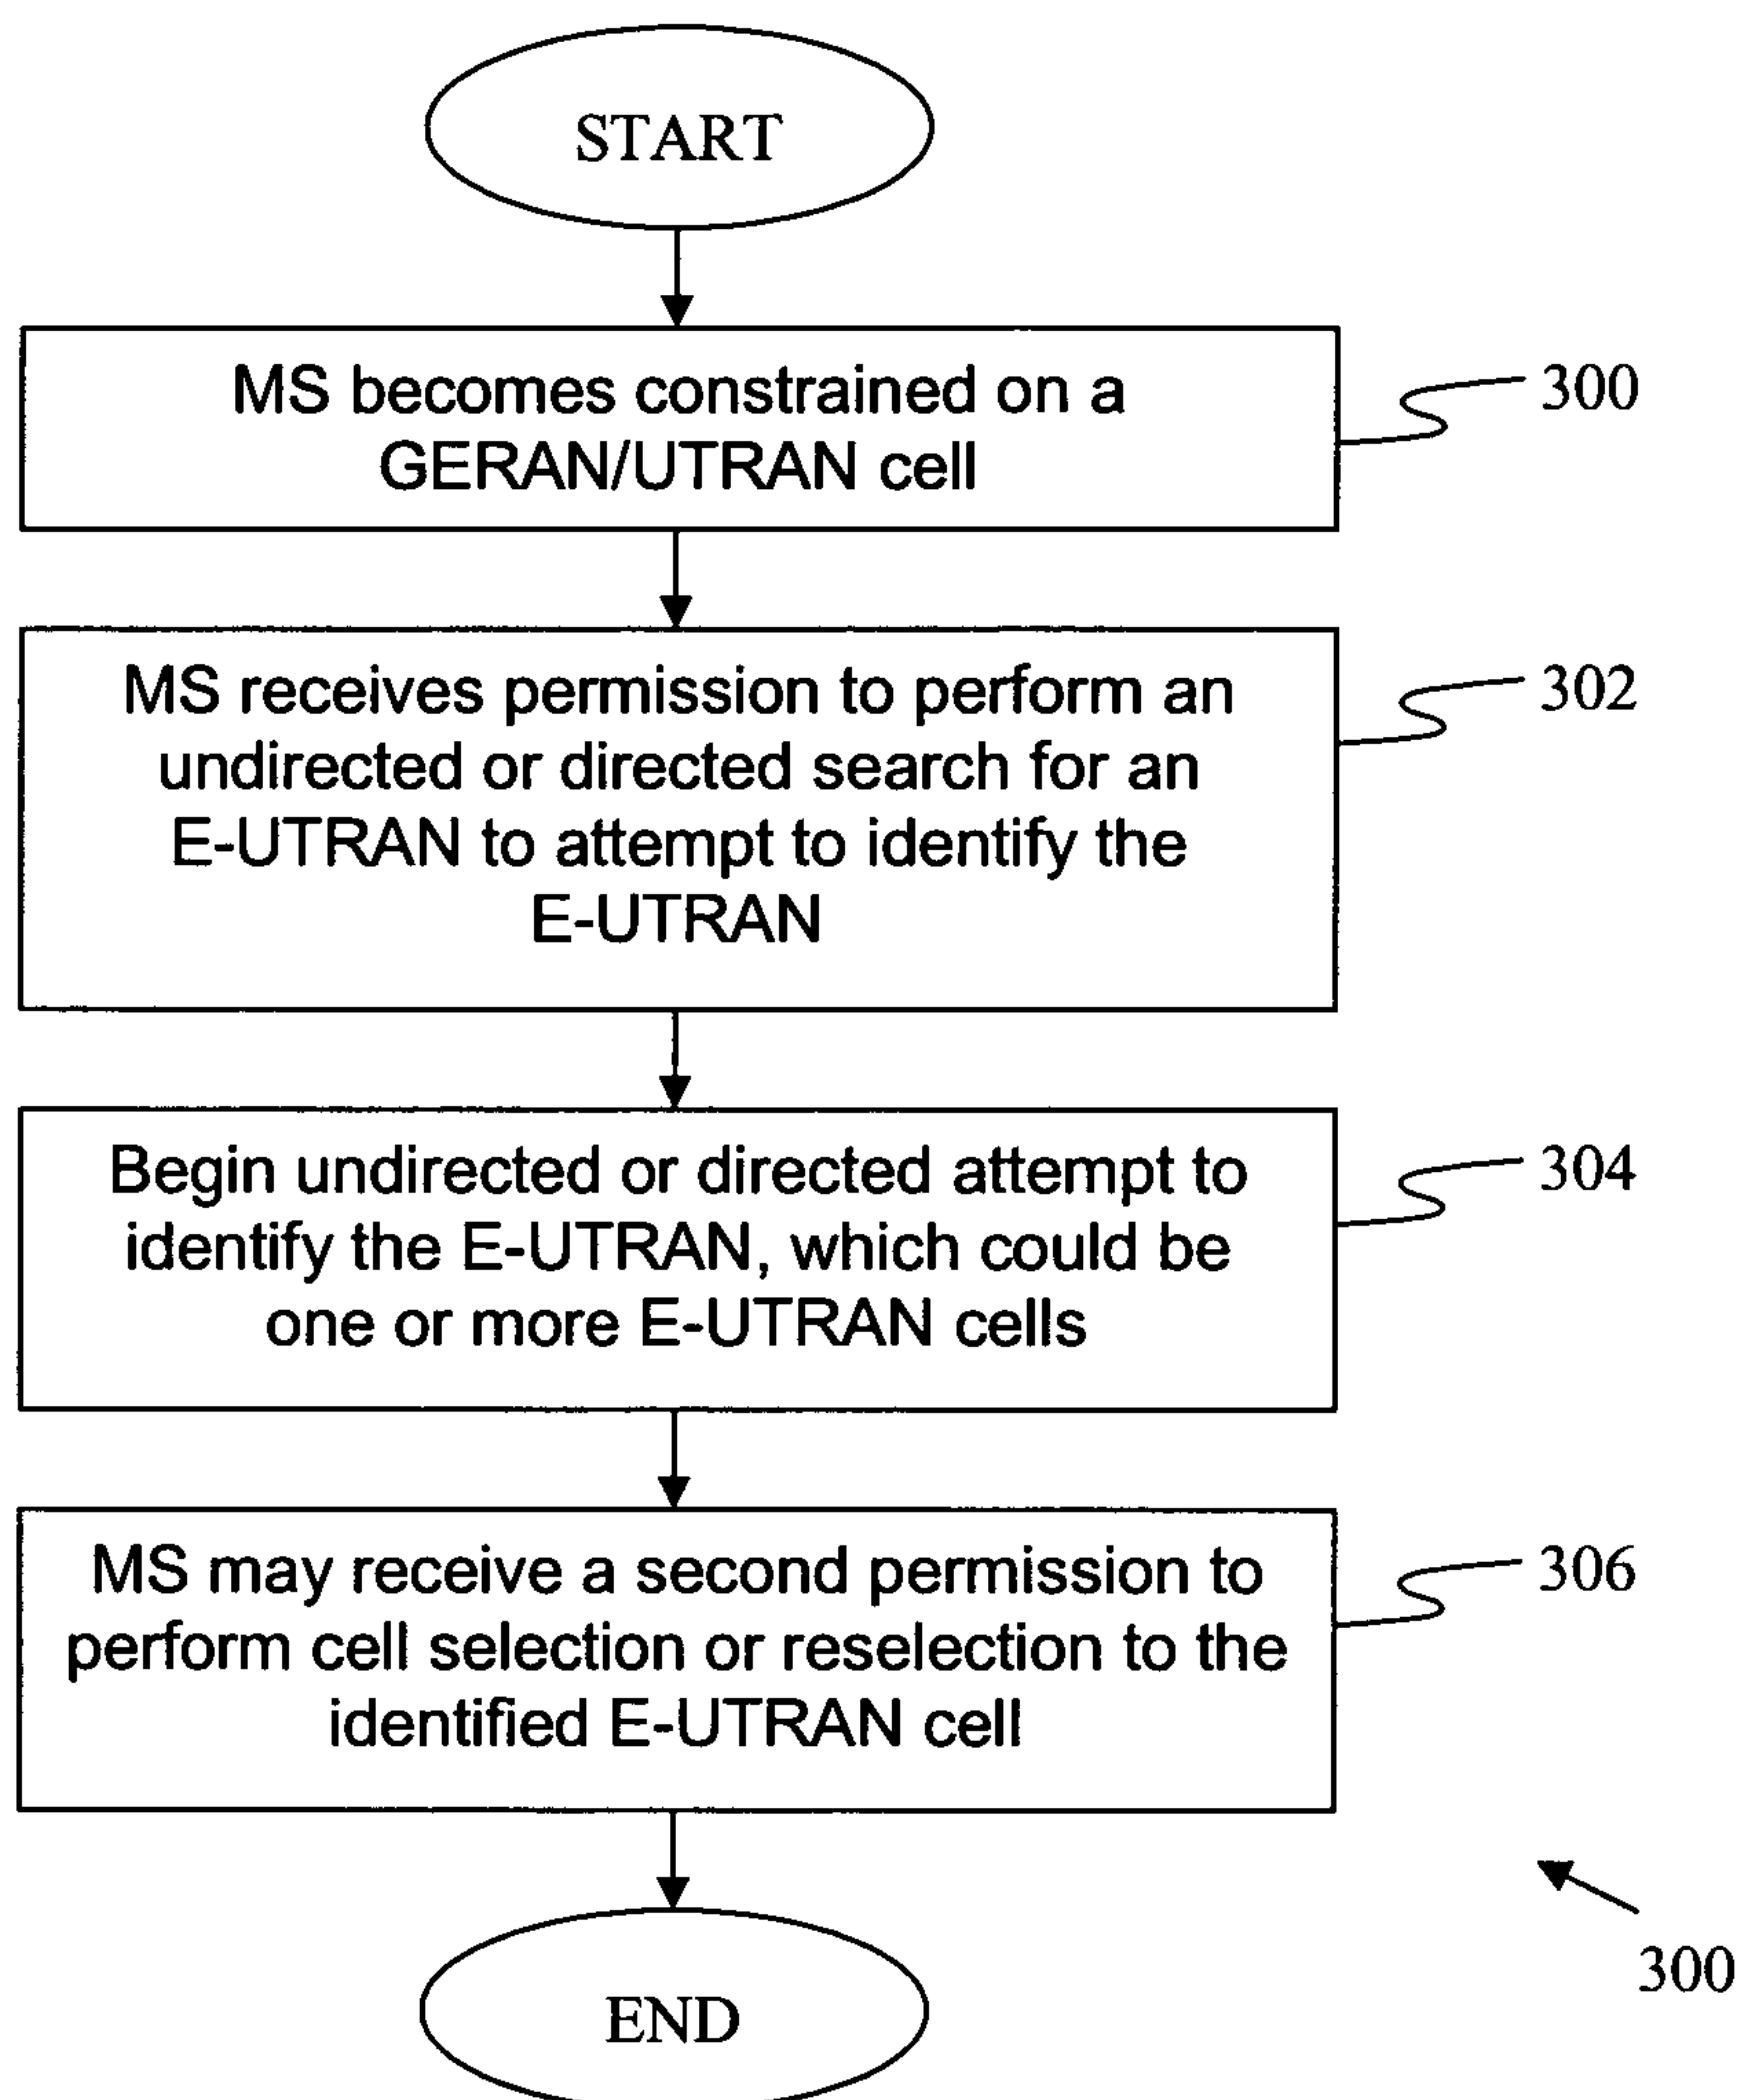 START
MS becomes constrained on a
GERAN/UTRAN cell
300
MS receives permission to perform an
undirected or directed search for an
E-UTRAN to attempt to identify the
E-UTRAN
302
Begin undirected or directed attempt to
identify the E-UTRAN, which could be
one or more E-UTRAN cells
304
MS may receive a second permission to
perform cell selection or reselection to the
identified E-UTRAN cell
306
300
END